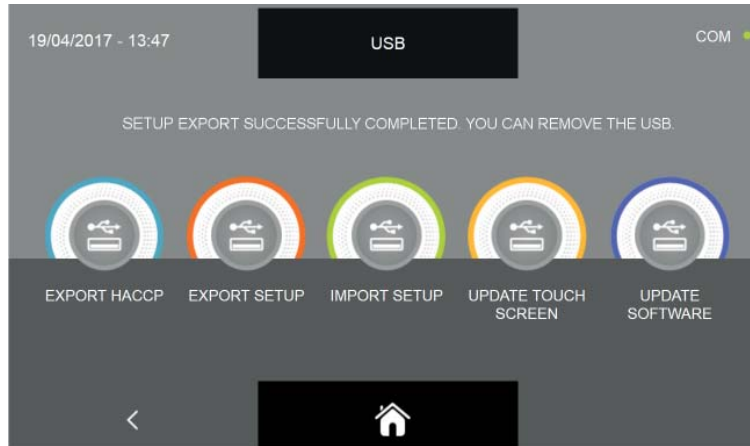 19/04/2017 - 13:47
USB
COM
SETUP EXPORT SUCCESSFULLY COMPLETED. YOU CAN REMOVE THE USB.
EXPORT HACCP
EXPORT SETUP
IMPORT SETUP
UPDATE TOUCH
SCREEN
UPDATE
SOFTWARE